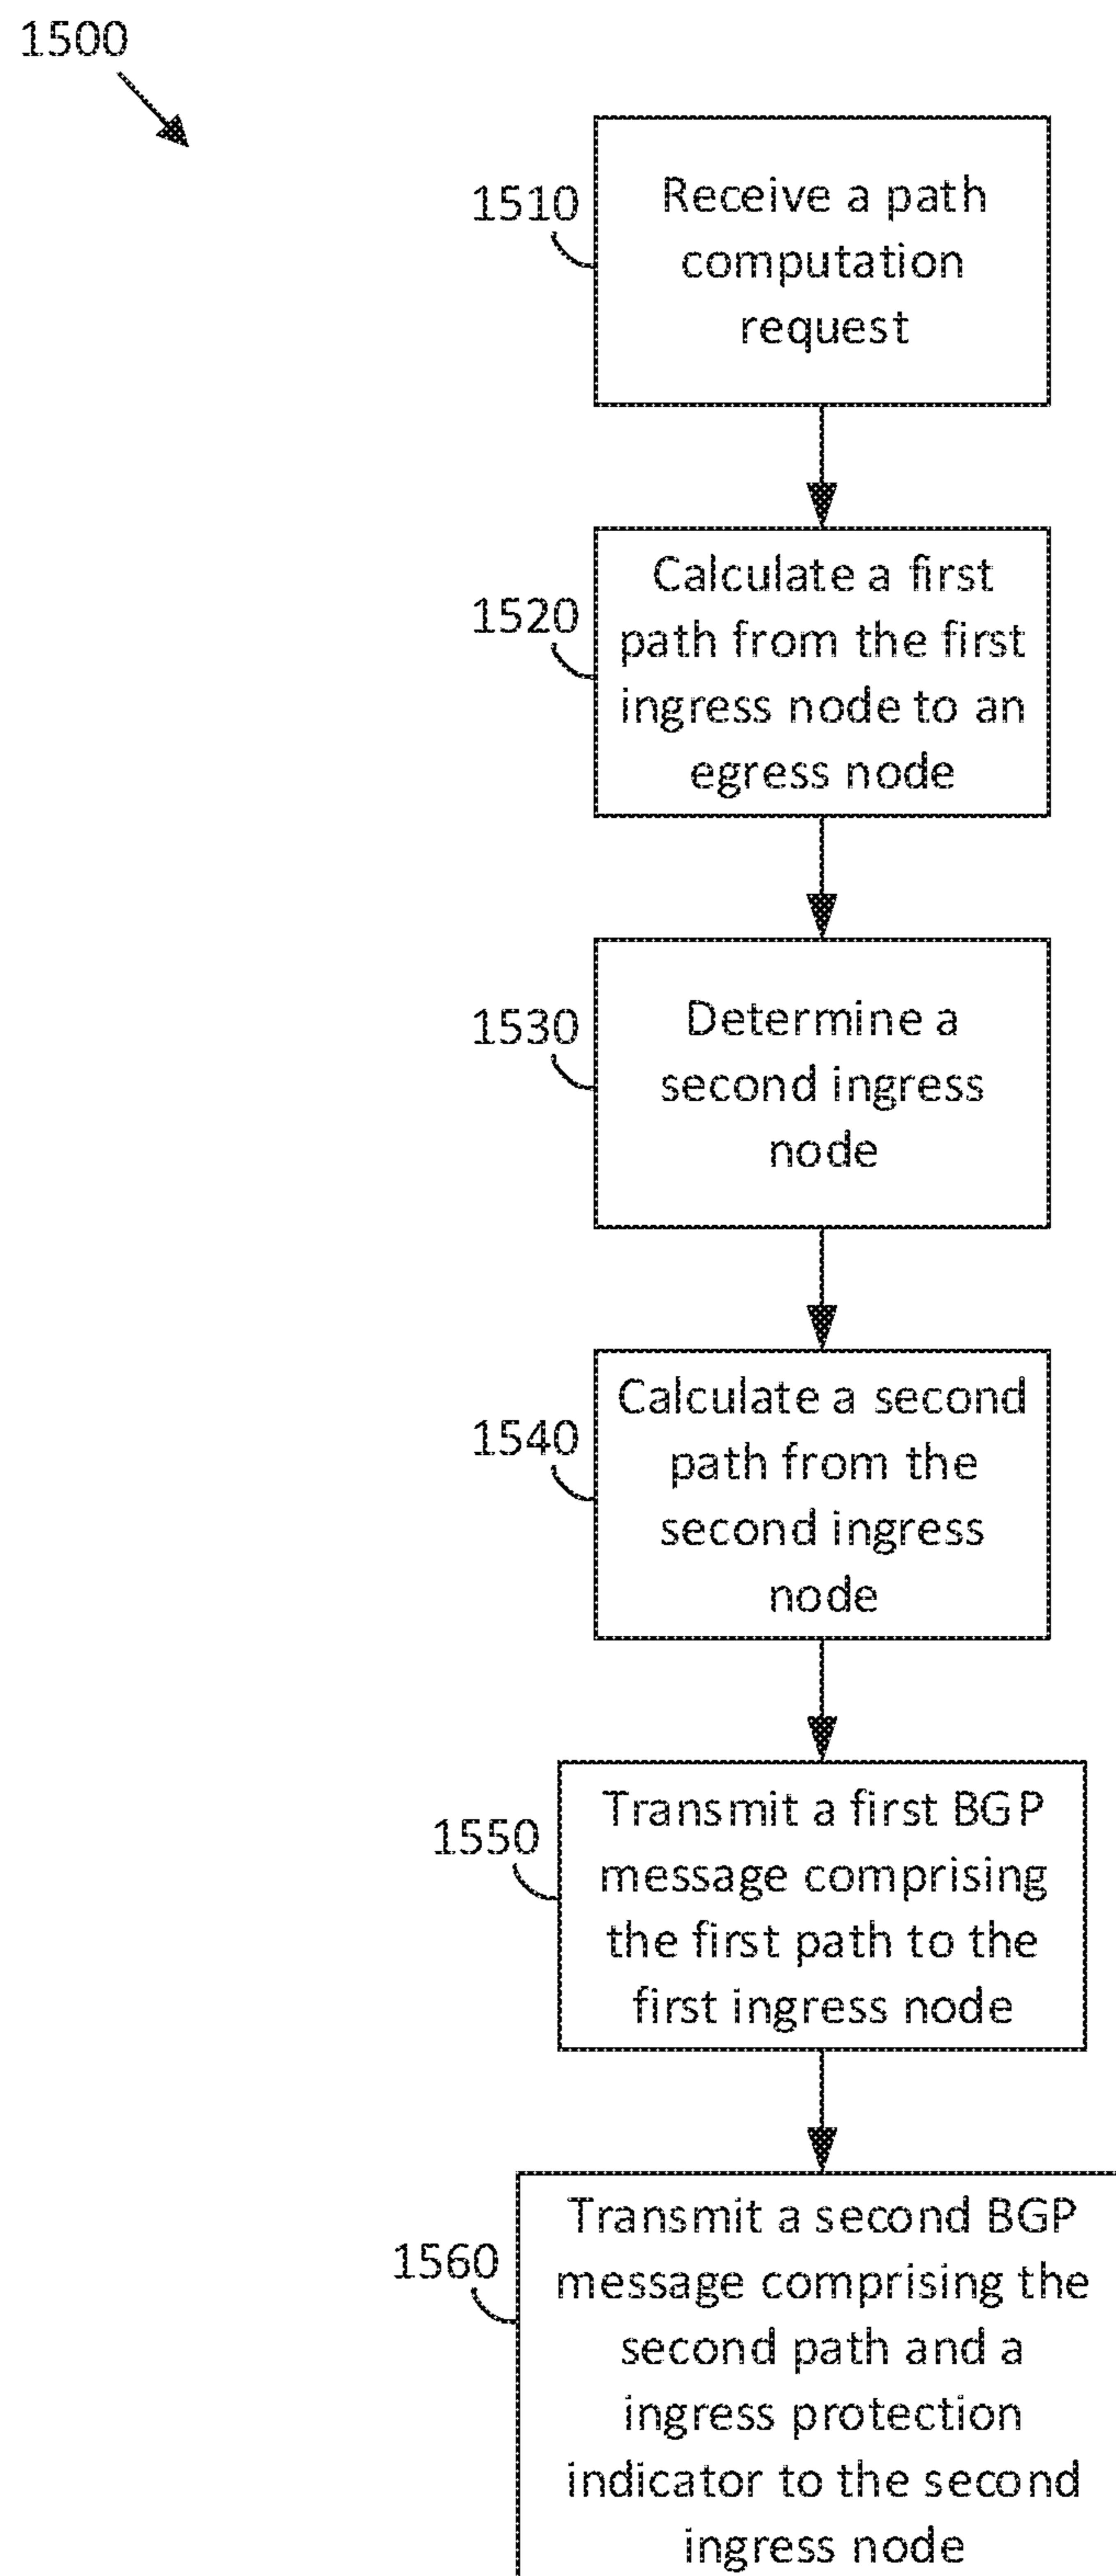 1500
1510
Receive a path
computation
request
1520
Calculate a first
path from the first
ingress node to an
egress node
1530
Determine a
second ingress
node
1540
Calculate a second
path from the
second ingress
node
1550
Transmit a first BGP
message comprising
the first path to the
first ingress node
1560
Transmit a second BGP
message comprising the
second path and a
ingress protection
indicator to the second
ingress node